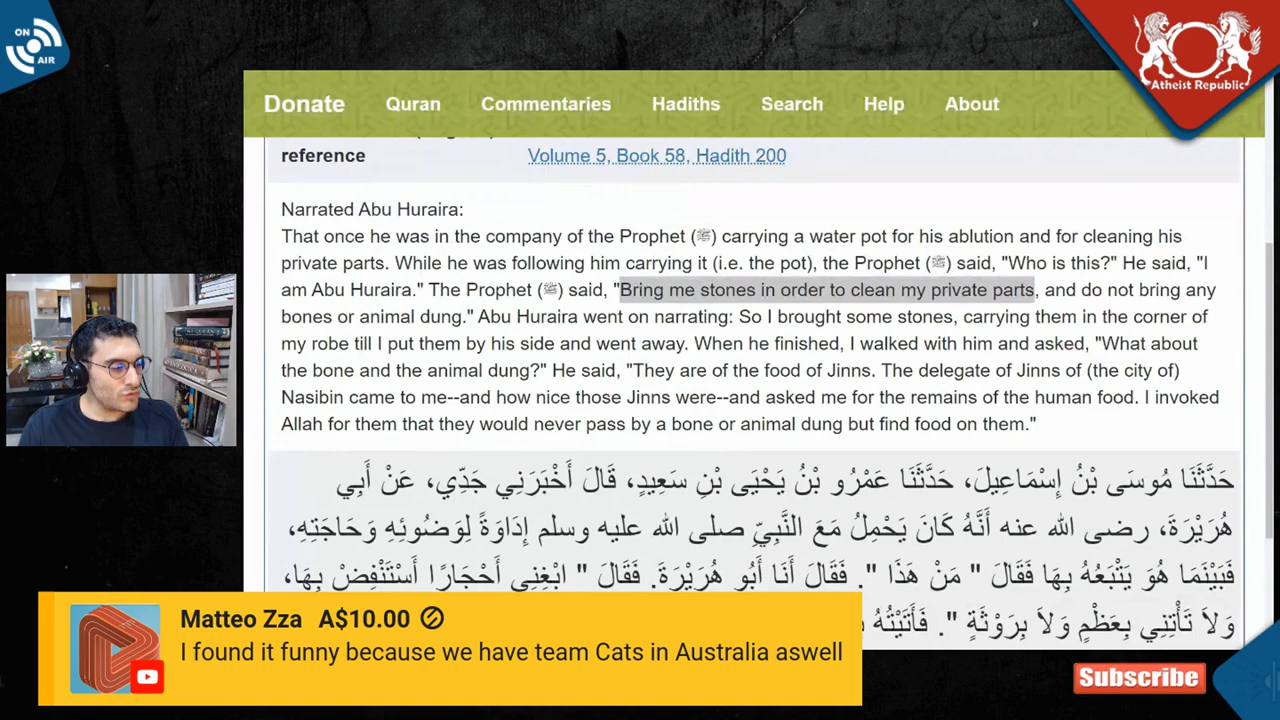 ON
AIR
Atheist Republic
Donate Quran Commentaries Hadiths Search Help About
reference Volume 5, Book 58, Hadith 200
Narrated Abu Huraira:
That once he was in the company of the Prophet (ﷺ) carrying a water pot for his ablution and for cleaning his
private parts. While he was following him carrying it (i.e. the pot), the Prophet (ﷺ) said, "Who is this?" He said, "I
am Abu Huraira." The Prophet (ﷺ) said, "Bring me stones in order to clean my private parts, and do not bring any
bones or animal dung." Abu Huraira went on narrating: So I brought some stones, carrying them in the corner of
my robe till I put them by his side and went away. When he finished, I walked with him and asked, "What about
the bone and the animal dung?" He said, "They are of the food of Jinns. The delegate of Jinns of (the city of)
Nasibin came to me--and how nice those Jinns were--and asked me for the remains of the human food. I invoked
Allah for them that they would never pass by a bone or animal dung but find food on them."
حَدَّثَنَا مُوسَى بْنُ إِسْمَاعِيلَ، حَدَّثَنَا عَمْرُو بْنُ يَحْيَى بْنِ سَعِيدٍ، قَالَ أَخْبَرَنِي جَدِّي، عَنْ أَبِي
هُرَيْرَةَ، رضى الله عنه أَنَّهُ كَانَ يَحْمِلُ مَعَ النَّبِيِّ صلى الله عليه وسلم إِدَاوَةً لِوَضُوئِهِ وَحَاجَتِهِ،
فَبَيْنَمَا هُوَ يَتْبَعُهُ بِهَا فَقَالَ " مَنْ هَذَا ". فَقَالَ أَنَا أَبُو هُرَيْرَةَ. فَقَالَ " ابْغِنِي أَحْجَارًا أَسْتَنْفِضْ بِهَا،
وَلاَ تَأْتِنِي بِعَظْمٍ وَلاَ بِرَوْثَةٍ ". فَأَتَيْتُهُ
Matteo Zza A$10.00
I found it funny because we have team Cats in Australia aswell
Subscribe